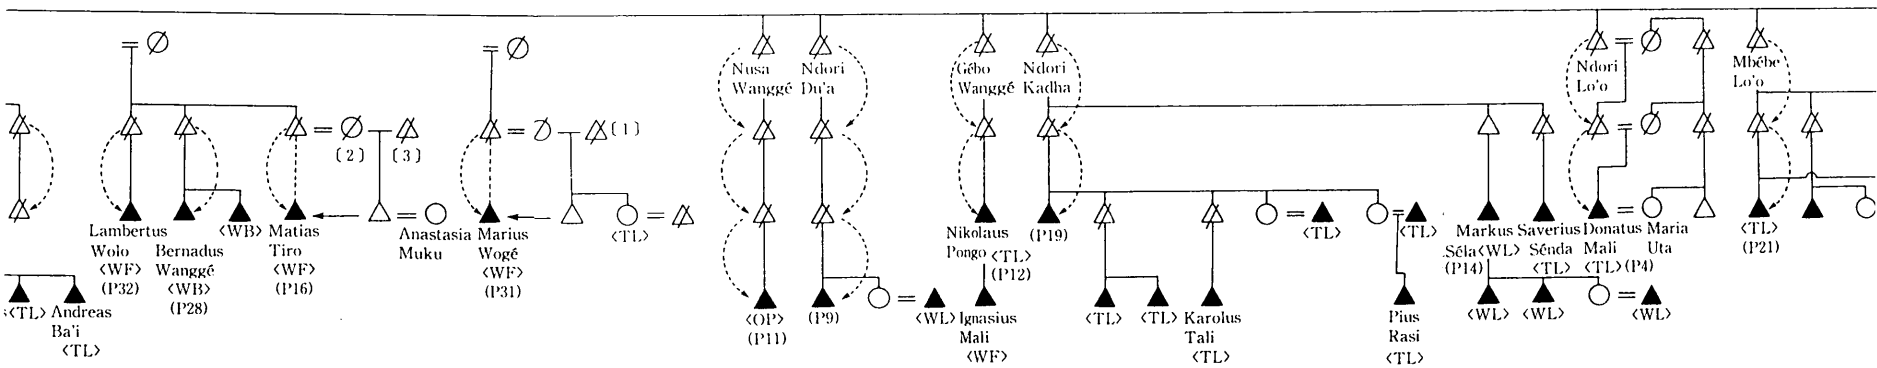 Nusa
Wanggé
Ndori
Du'a
Gébo
Wanggé
Ndori
Kadha
Ndori
Lo'o
Mbébe
Lo'o
〔2〕
〔3〕
〔1〕
Lambertus
Wolo
〈WF〉
(P32)
Bernadus
Wanggé
〈WB〉
(P28)
〈WB〉
Matias
Tiro
〈WF〉
(P16)
Anastasia
Muku
Marius
Wogé
〈WF〉
(P31)
〈TL〉
Nikolaus
Pongo
〈TL〉
(P12)
(P19)
〈TL〉
〈TL〉
Markus
Séla〈WL〉
(P14)
Saverius
Sénda
〈TL〉
Donatus
Mali
〈TL〉(P4)
Maria
Uta
〈TL〉
(P21)
〈TL〉
Andreas
Ba'i
〈TL〉
〈OP〉
(P11)
(P9)
〈WL〉
Ignasius
Mali
〈WF〉
〈TL〉
〈TL〉
Karolus
Tali
〈TL〉
Pius
Rasi
〈TL〉
〈WL〉
〈WL〉
〈WL〉